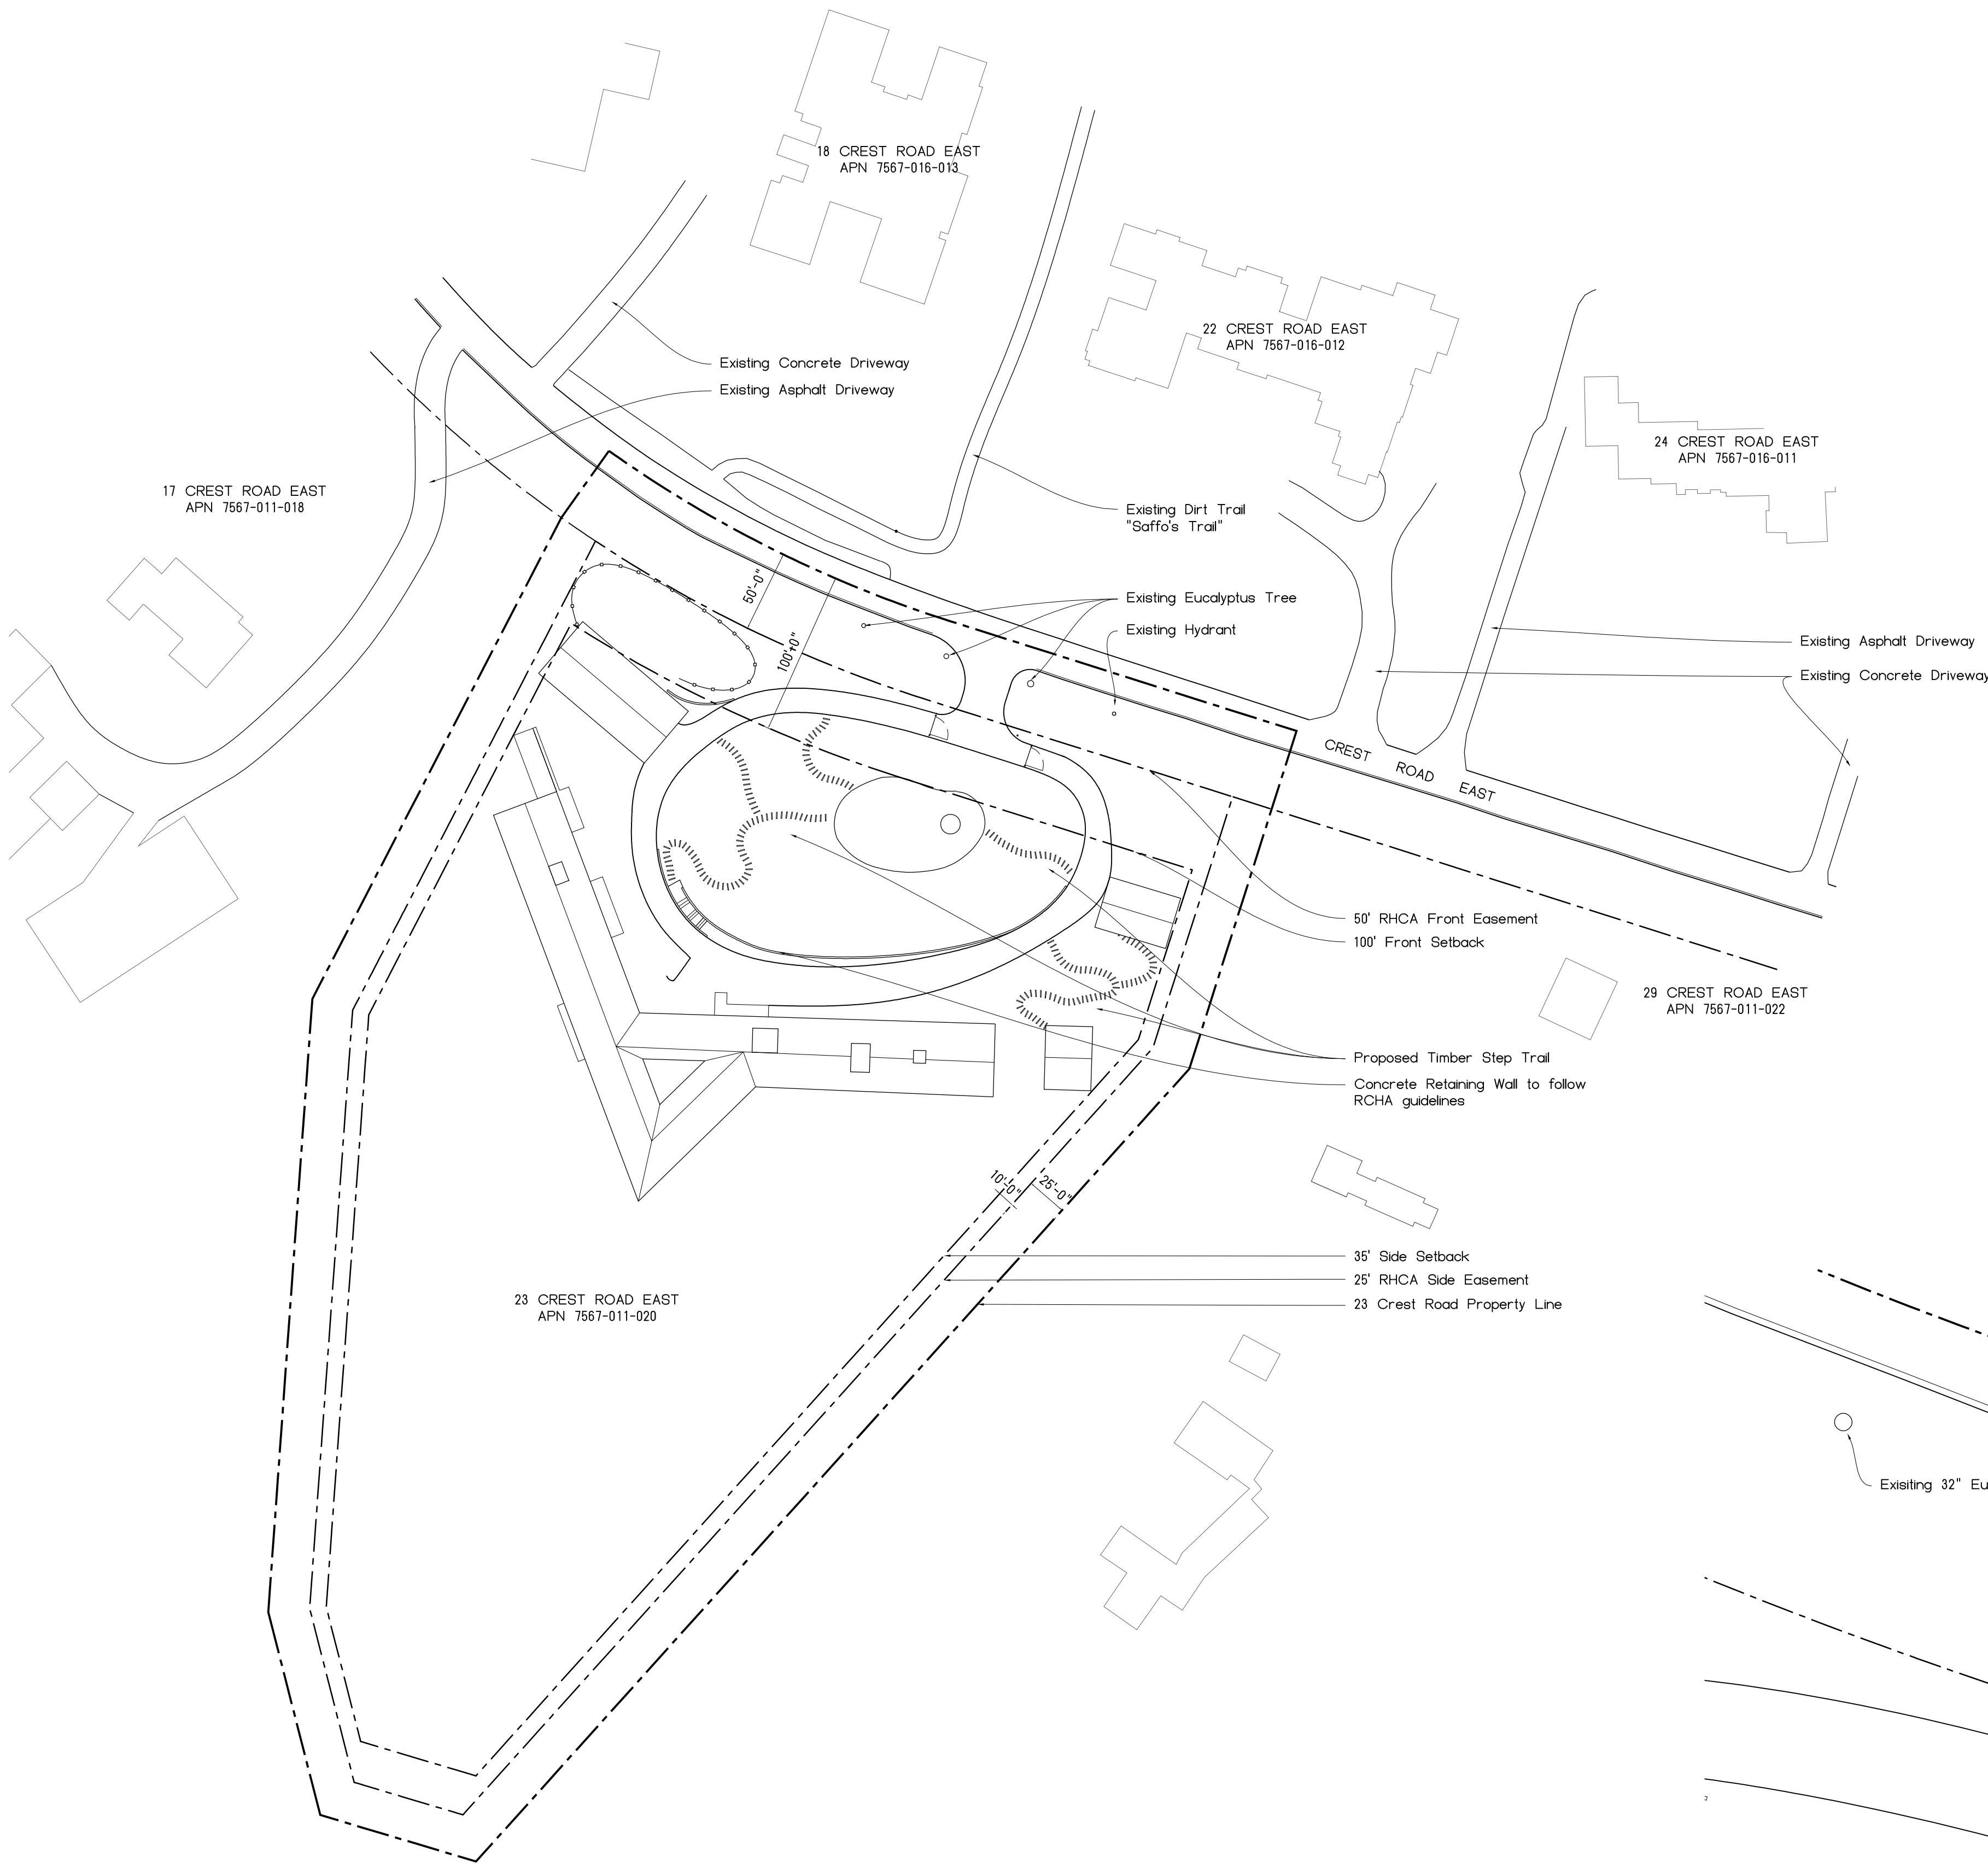 18 CREST ROAD EAST
APN 7567-016-013
22 CREST ROAD EAST
APN 7567-016-012
Existing Concrete Driveway
Existing Asphalt Driveway
24 CREST ROAD EAST
APN 7567-016-011
17 CREST ROAD EAST
APN 7567-011-018
Existing Dirt Trail
"Saffo's Trail"
50'-0"
100'-0"
Existing Eucalyptus Tree
Existing Hydrant
Existing Asphalt Driveway
Existing Concrete Driveway
CREST ROAD EAST
50' RHCA Front Easement
100' Front Setback
29 CREST ROAD EAST
APN 7567-011-022
Proposed Timber Step Trail
Concrete Retaining Wall to follow
RCHA guidelines
10'-0"
25'-0"
35' Side Setback
25' RHCA Side Easement
23 Crest Road Property Line
23 CREST ROAD EAST
APN 7567-011-020
Exisiting 32" Eu